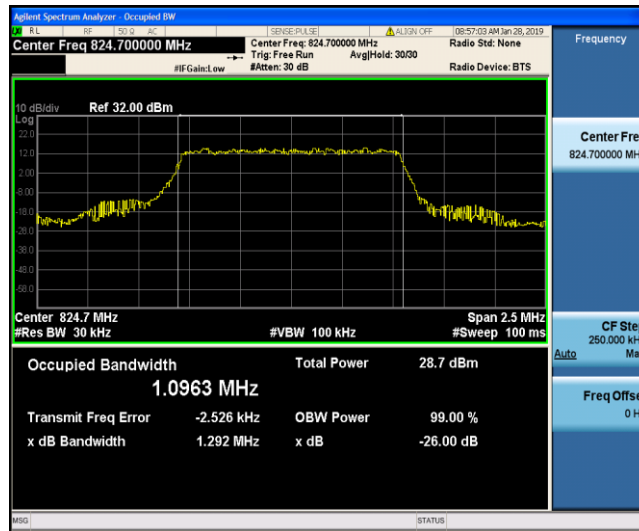 Agilent Spectrum Analyzer - Occupied BW
RL RF 50 Ω AC SENSE:PULSE ALIGN OFF 08:57:03 AM Jan 28, 2019
Center Freq 824.700000 MHz Center Freq: 824.700000 MHz Radio Std: None
Trig: Free Run Avg|Hold: 30/30
#IFGain:Low #Atten: 30 dB Radio Device: BTS
Frequency
10 dB/div Ref 32.00 dBm
Log
22.0
12.0
2.00
-8.00
-18.0
-28.0
-38.0
-48.0
-58.0
Center 824.7 MHz Span 2.5 MHz
#Res BW 30 kHz #VBW 100 kHz #Sweep 100 ms
Center Fre
824.700000 MH
CF Ste
250.000 kH
Auto Ma
Freq Offse
0 H
Occupied Bandwidth Total Power 28.7 dBm
1.0963 MHz
Transmit Freq Error -2.526 kHz OBW Power 99.00 %
x dB Bandwidth 1.292 MHz x dB -26.00 dB
MSG STATUS